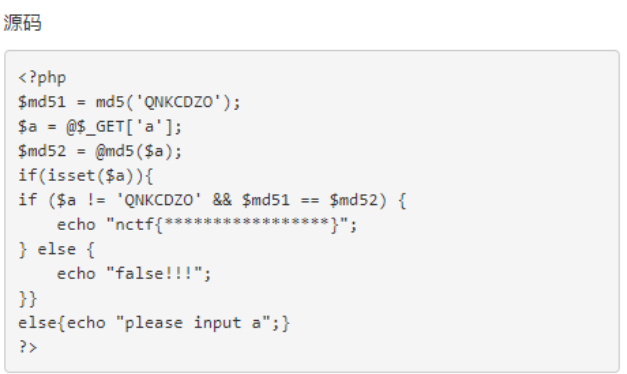 源码
<?php
$md51 = md5('QNKCDZO');
$a = @$_GET['a'];
$md52 = @md5($a);
if(isset($a)){
if ($a != 'QNKCDZO' && $md51 == $md52) {
    echo "nctf{*****************}";
} else {
    echo "false!!!";
}}
else{echo "please input a";}
?>